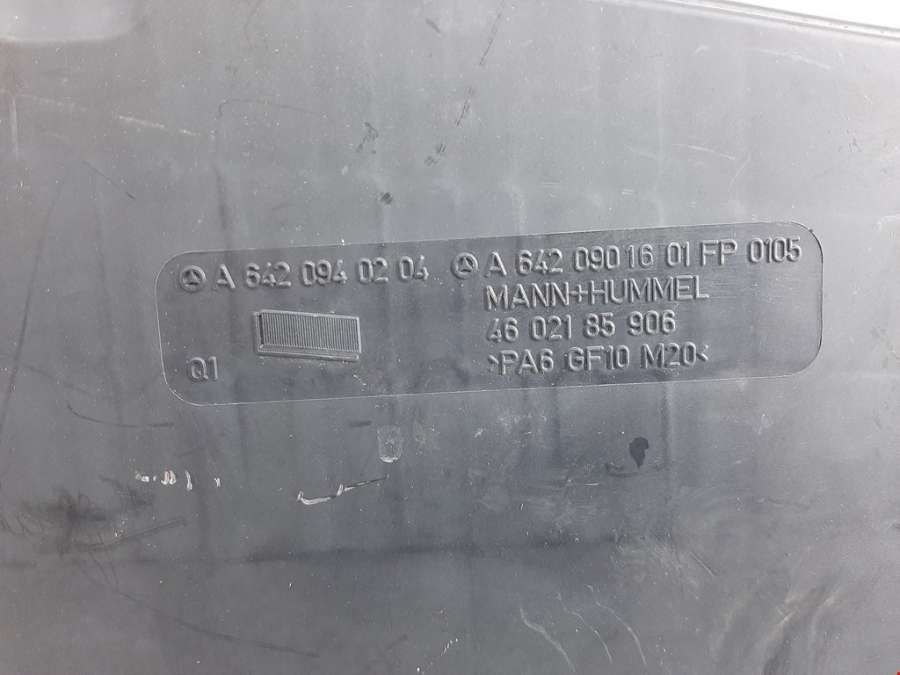 A 642 094 02 04
A 642 090 16 01 FP 0105
MANN+HUMMEL
46 021 85 906
>PA6 GF10 M20<
Q1